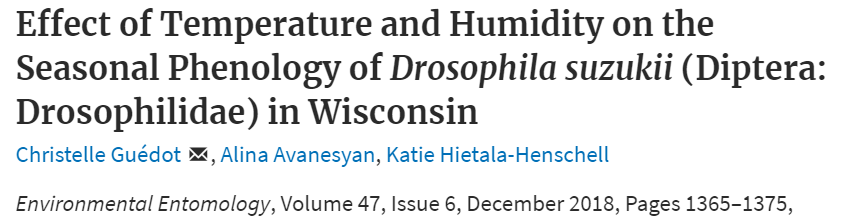 Effect of Temperature and Humidity on the
Seasonal Phenology of Drosophila suzukii (Diptera:
Drosophilidae) in Wisconsin
Christelle Guédot , Alina Avanesyan, Katie Hietala-Henschell
Environmental Entomology, Volume 47, Issue 6, December 2018, Pages 1365–1375,